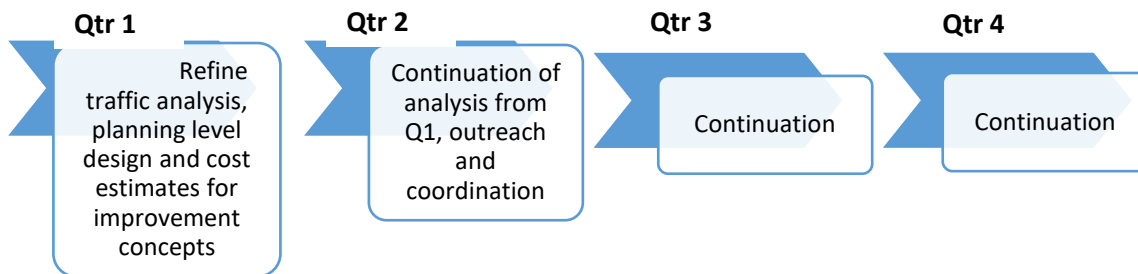 Qtr 1
Refine
traffic analysis,
planning level
design and cost
estimates for
improvement
concepts
Qtr 2
Continuation of
analysis from
Q1, outreach
and
coordination
Qtr 3
Continuation
Qtr 4
Continuation